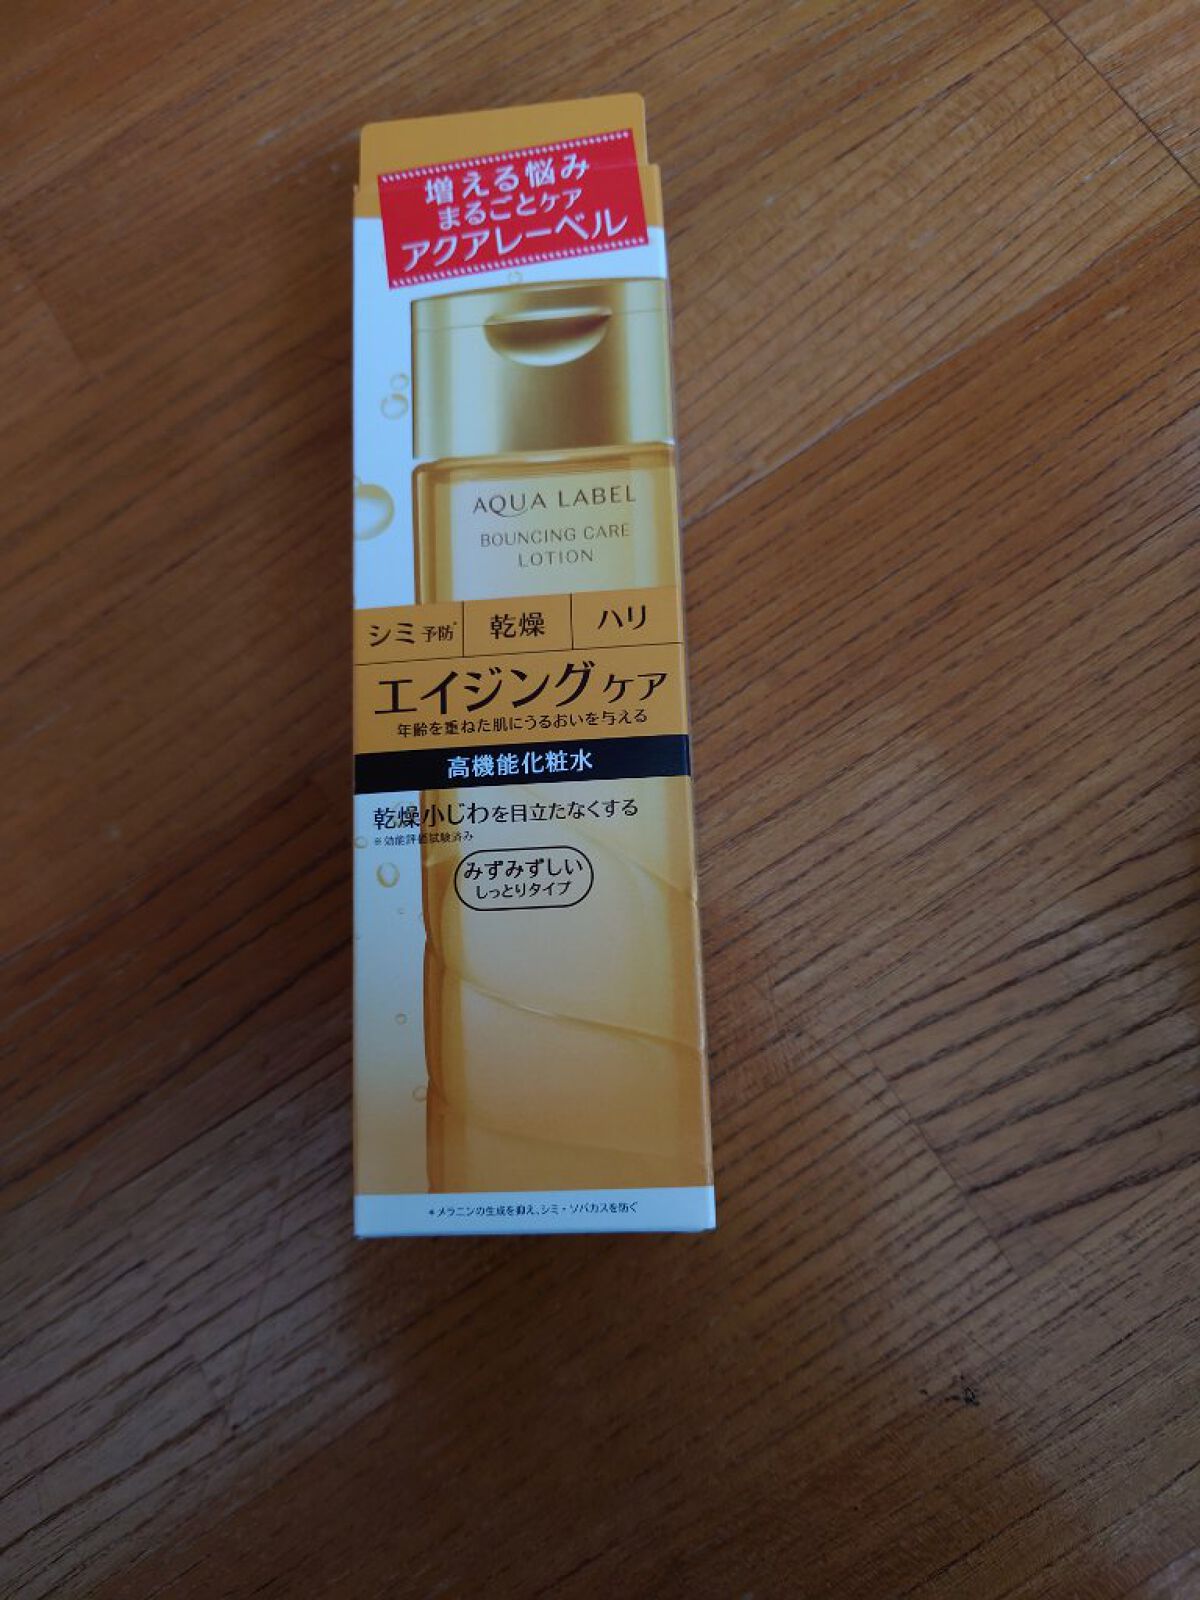 増える悩み
まるごとケア
アクアレーベル
AQUA LABEL
BOUNCING CARE
LOTION
シミ予防* 乾燥 ハリ
エイジングケア
年齢を重ねた肌にうるおいを与える
高機能化粧水
乾燥小じわを目立たなくする
※効能評価試験済み
みずみずしい
しっとりタイプ
*メラニンの生成を抑え、シミ・ソバカスを防ぐ